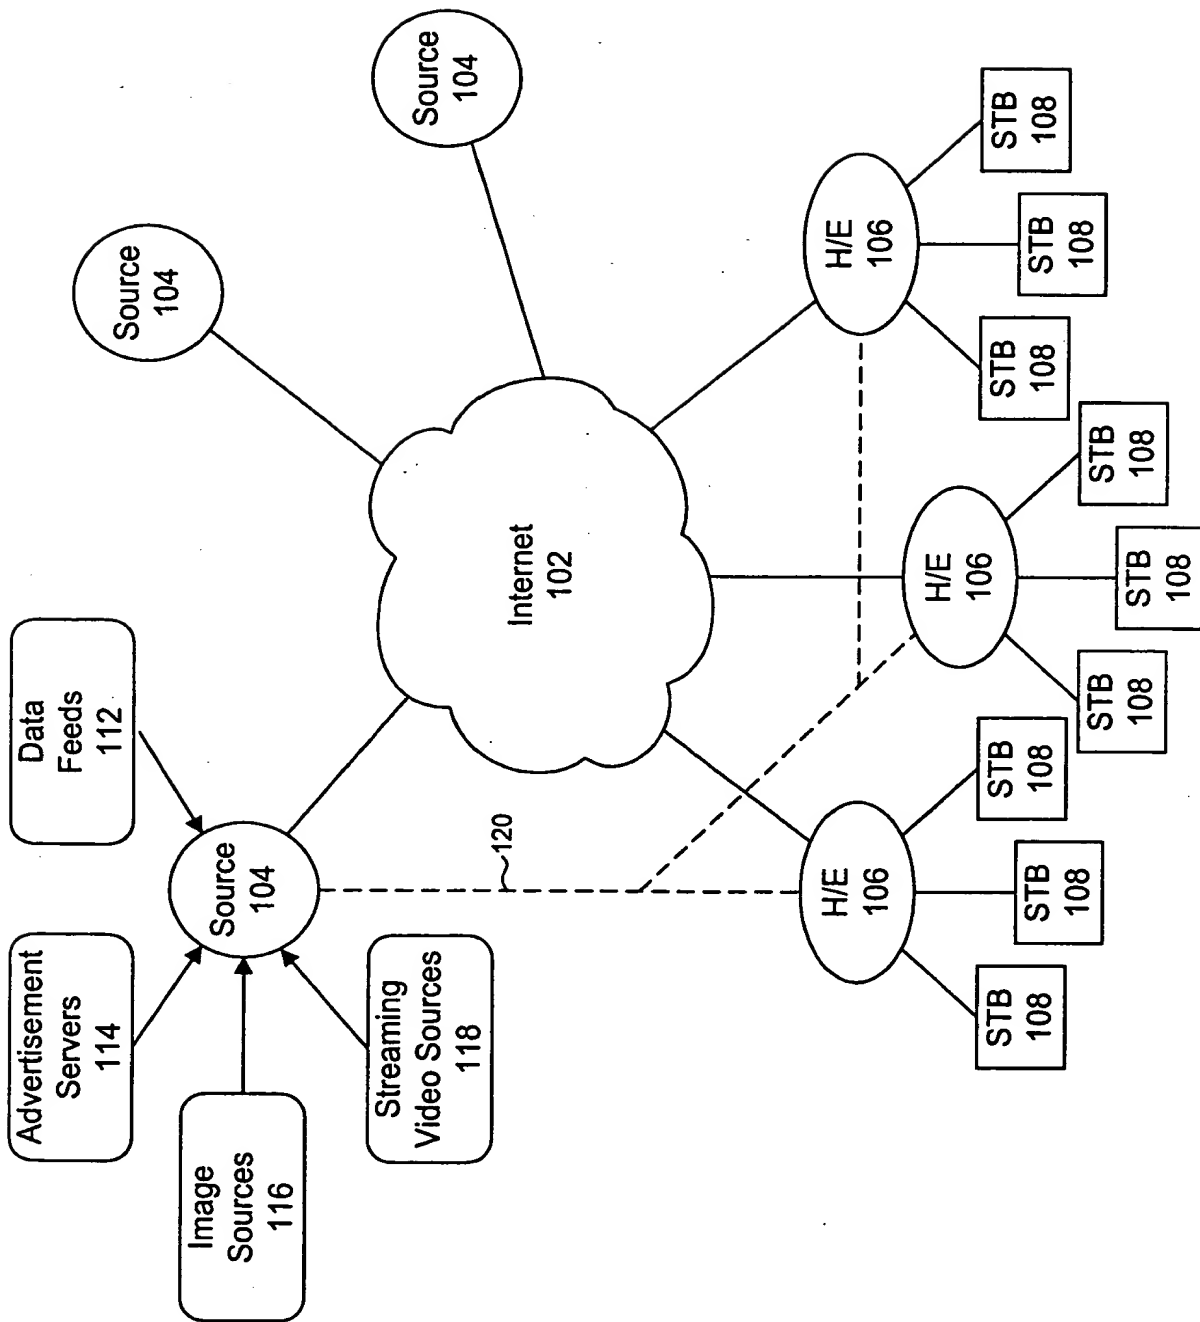 Data
Feeds
112
Advertisement
Servers
114
Image
Sources
116
Streaming
Video Sources
118
Source
104
Source
104
Source
104
120
Internet
102
H/E
106
H/E
106
H/E
106
STB
108
STB
108
STB
108
STB
108
STB
108
STB
108
STB
108
STB
108
STB
108